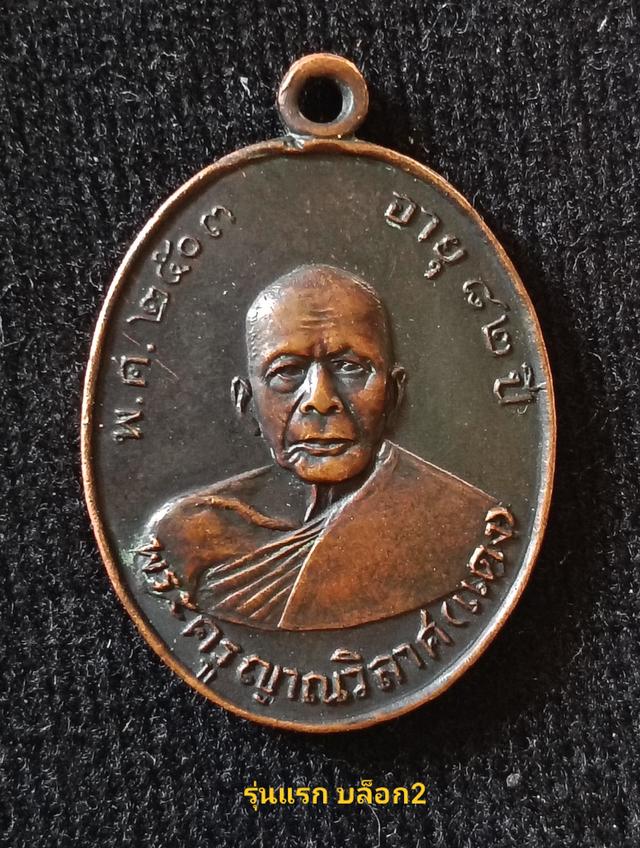 พ.ศ. ๒๕๐๓
อายุ ๘๒ ปี
พระครูญาณวิลาศ(แดง)
รุ่นแรก บล็อก2